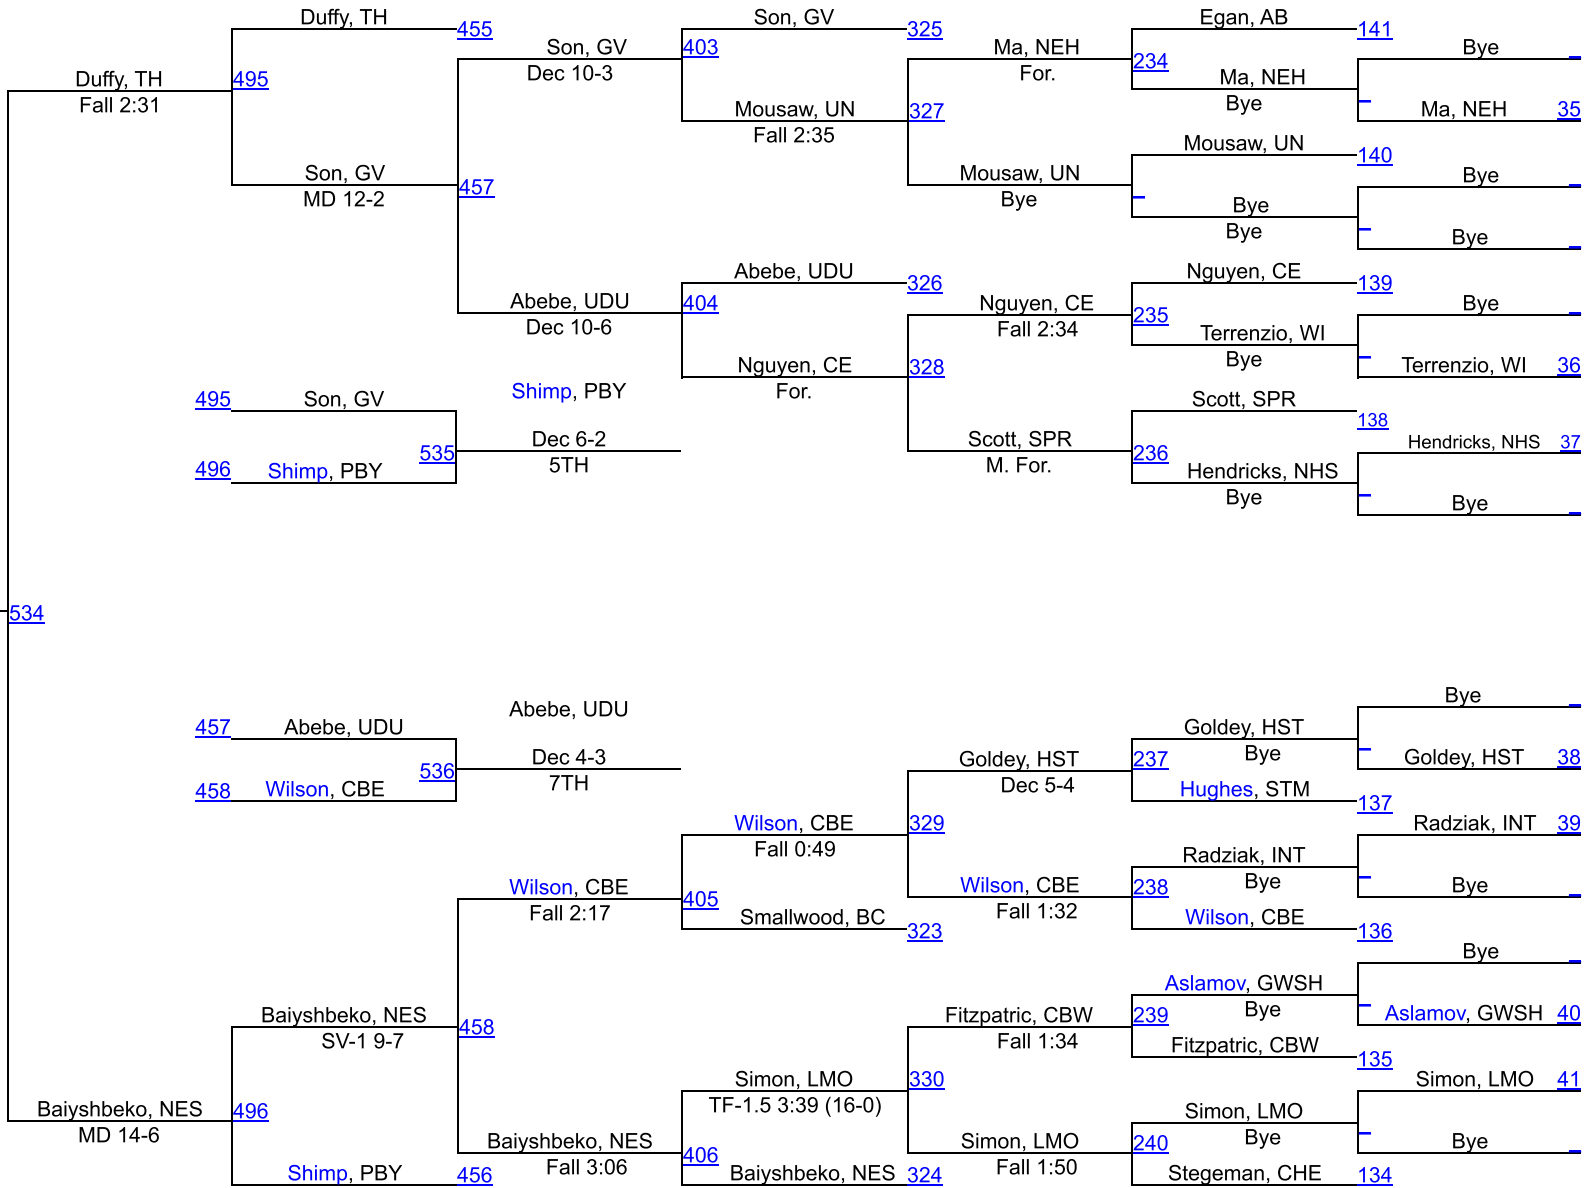 Duffy, TH
455
Son, GV
325
Egan, AB
141
Bye
Son, GV
403
Ma, NEH
234
Dec 10-3
For.
Duffy, TH
495
Ma, NEH
Bye
Fall 2:31
Mousaw, UN
327
Ma, NEH
35
Fall 2:35
Mousaw, UN
140
Son, GV
457
Mousaw, UN
Bye
MD 12-2
Bye
Bye
Bye
Bye
Abebe, UDU
326
Nguyen, CE
139
Abebe, UDU
404
Nguyen, CE
235
Bye
Dec 10-6
Fall 2:34
Terrenzio, WI
Bye
Nguyen, CE
328
Terrenzio, WI
36
For.
Shimp, PBY
495
Son, GV
Scott, SPR
138
Dec 6-2
Scott, SPR
236
Hendricks, NHS
37
535
5TH
M. For.
496
Shimp, PBY
Hendricks, NHS
Bye
Bye
534
Abebe, UDU
Bye
457
Abebe, UDU
Goldey, HST
Bye
Dec 4-3
Goldey, HST
237
Goldey, HST
38
536
7TH
Dec 5-4
458
Wilson, CBE
Hughes, STM
137
Wilson, CBE
329
Radziak, INT
39
Fall 0:49
Radziak, INT
Bye
Wilson, CBE
405
Wilson, CBE
238
Bye
Fall 2:17
Fall 1:32
Smallwood, BC
323
Wilson, CBE
136
Bye
Aslamov, GWSH
Bye
Baiyshbeko, NES
458
Fitzpatric, CBW
239
Aslamov, GWSH
40
SV-1 9-7
Fall 1:34
Fitzpatric, CBW
135
Simon, LMO
330
Simon, LMO
41
TF-1.5 3:39 (16-0)
Baiyshbeko, NES
496
Simon, LMO
Bye
MD 14-6
Baiyshbeko, NES
406
Simon, LMO
240
Bye
Fall 3:06
Fall 1:50
Shimp, PBY
456
Baiyshbeko, NES
324
Stegeman, CHE
134